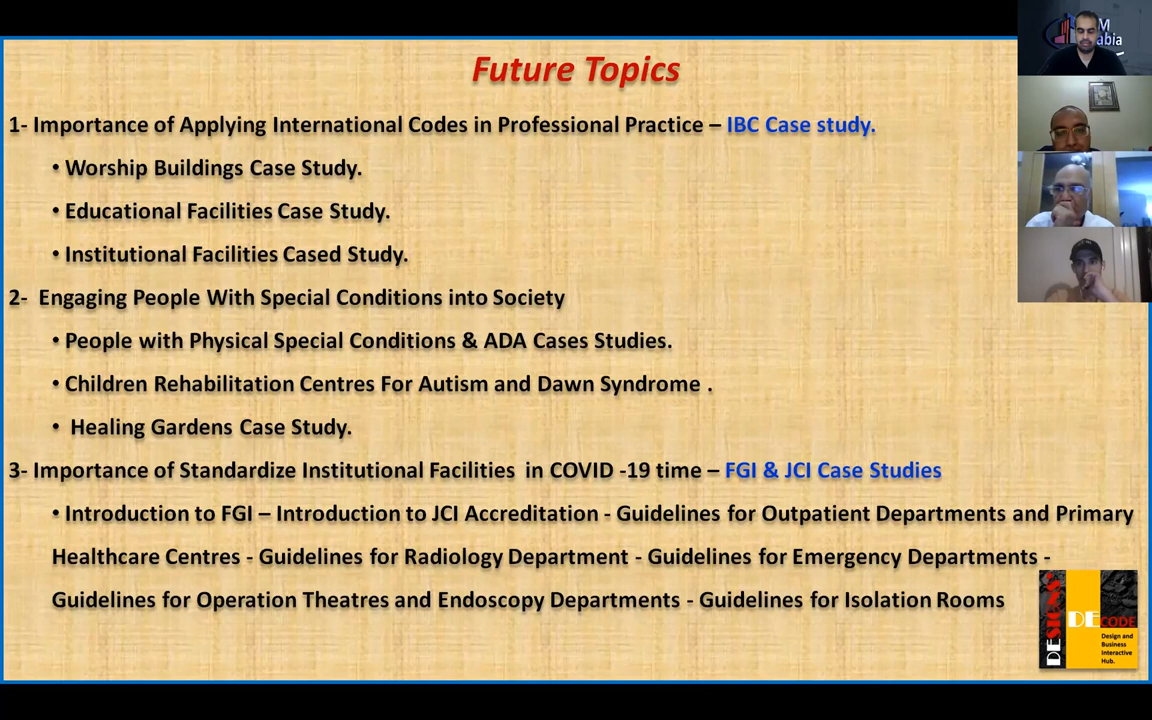 Future Topics
1- Importance of Applying International Codes in Professional Practice – IBC Case study.
• Worship Buildings Case Study.
• Educational Facilities Case Study.
• Institutional Facilities Cased Study.
2- Engaging People With Special Conditions into Society
• People with Physical Special Conditions & ADA Cases Studies.
• Children Rehabilitation Centres For Autism and Dawn Syndrome .
• Healing Gardens Case Study.
3- Importance of Standardize Institutional Facilities in COVID -19 time – FGI & JCI Case Studies
• Introduction to FGI – Introduction to JCI Accreditation - Guidelines for Outpatient Departments and Primary
Healthcare Centres - Guidelines for Radiology Department - Guidelines for Emergency Departments -
Guidelines for Operation Theatres and Endoscopy Departments - Guidelines for Isolation Rooms
DESIGNS
DECODE
Design and
Business
Interactive
Hub.